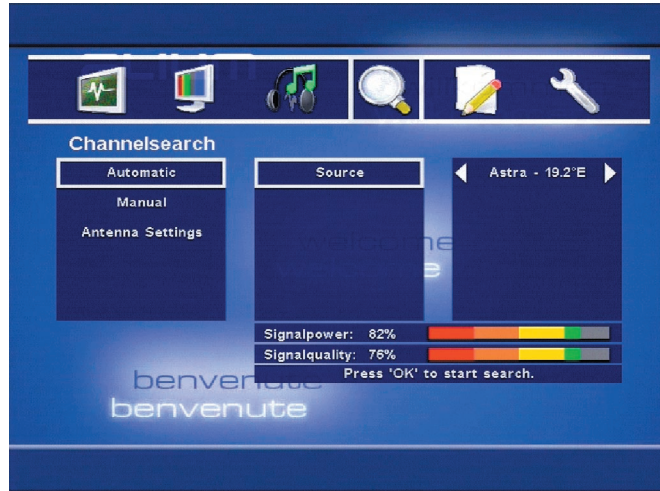 Channelsearch
Automatic
Source
Astra - 19.2°E
Manual
Antenna Settings
welcome
Signalpower: 82%
Signalquality: 76%
Press 'OK' to start search.
benvenute
benvenute